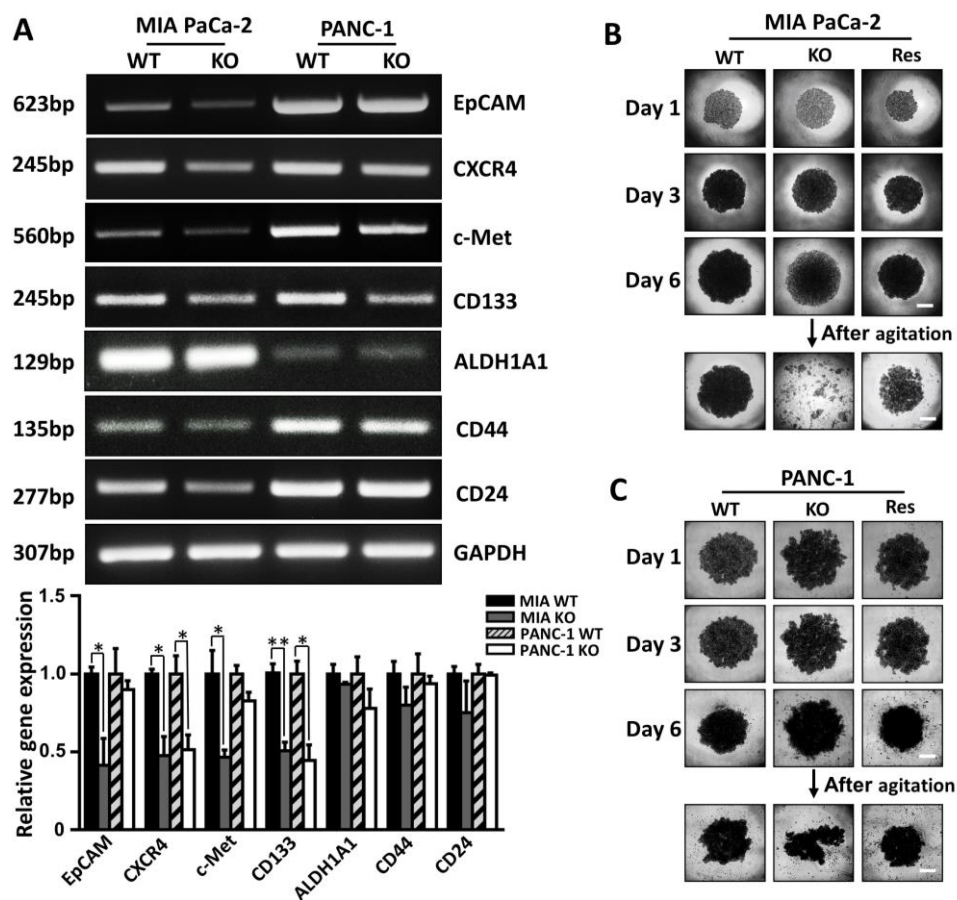 A
MIA PaCa-2 PANC-1
WT KO WT KO
623bp EpCAM
245bp CXCR4
560bp c-Met
245bp CD133
129bp ALDH1A1
135bp CD44
277bp CD24
307bp GAPDH
Relative gene expression
1.5
1.0
0.5
0
MIA WT
MIA KO
PANC-1 WT
PANC-1 KO
* * * * ** *
EpCAM CXCR4 c-Met CD133 ALDH1A1 CD44 CD24
B
MIA PaCa-2
WT KO Res
Day 1
Day 3
Day 6
After agitation
C
PANC-1
WT KO Res
Day 1
Day 3
Day 6
After agitation